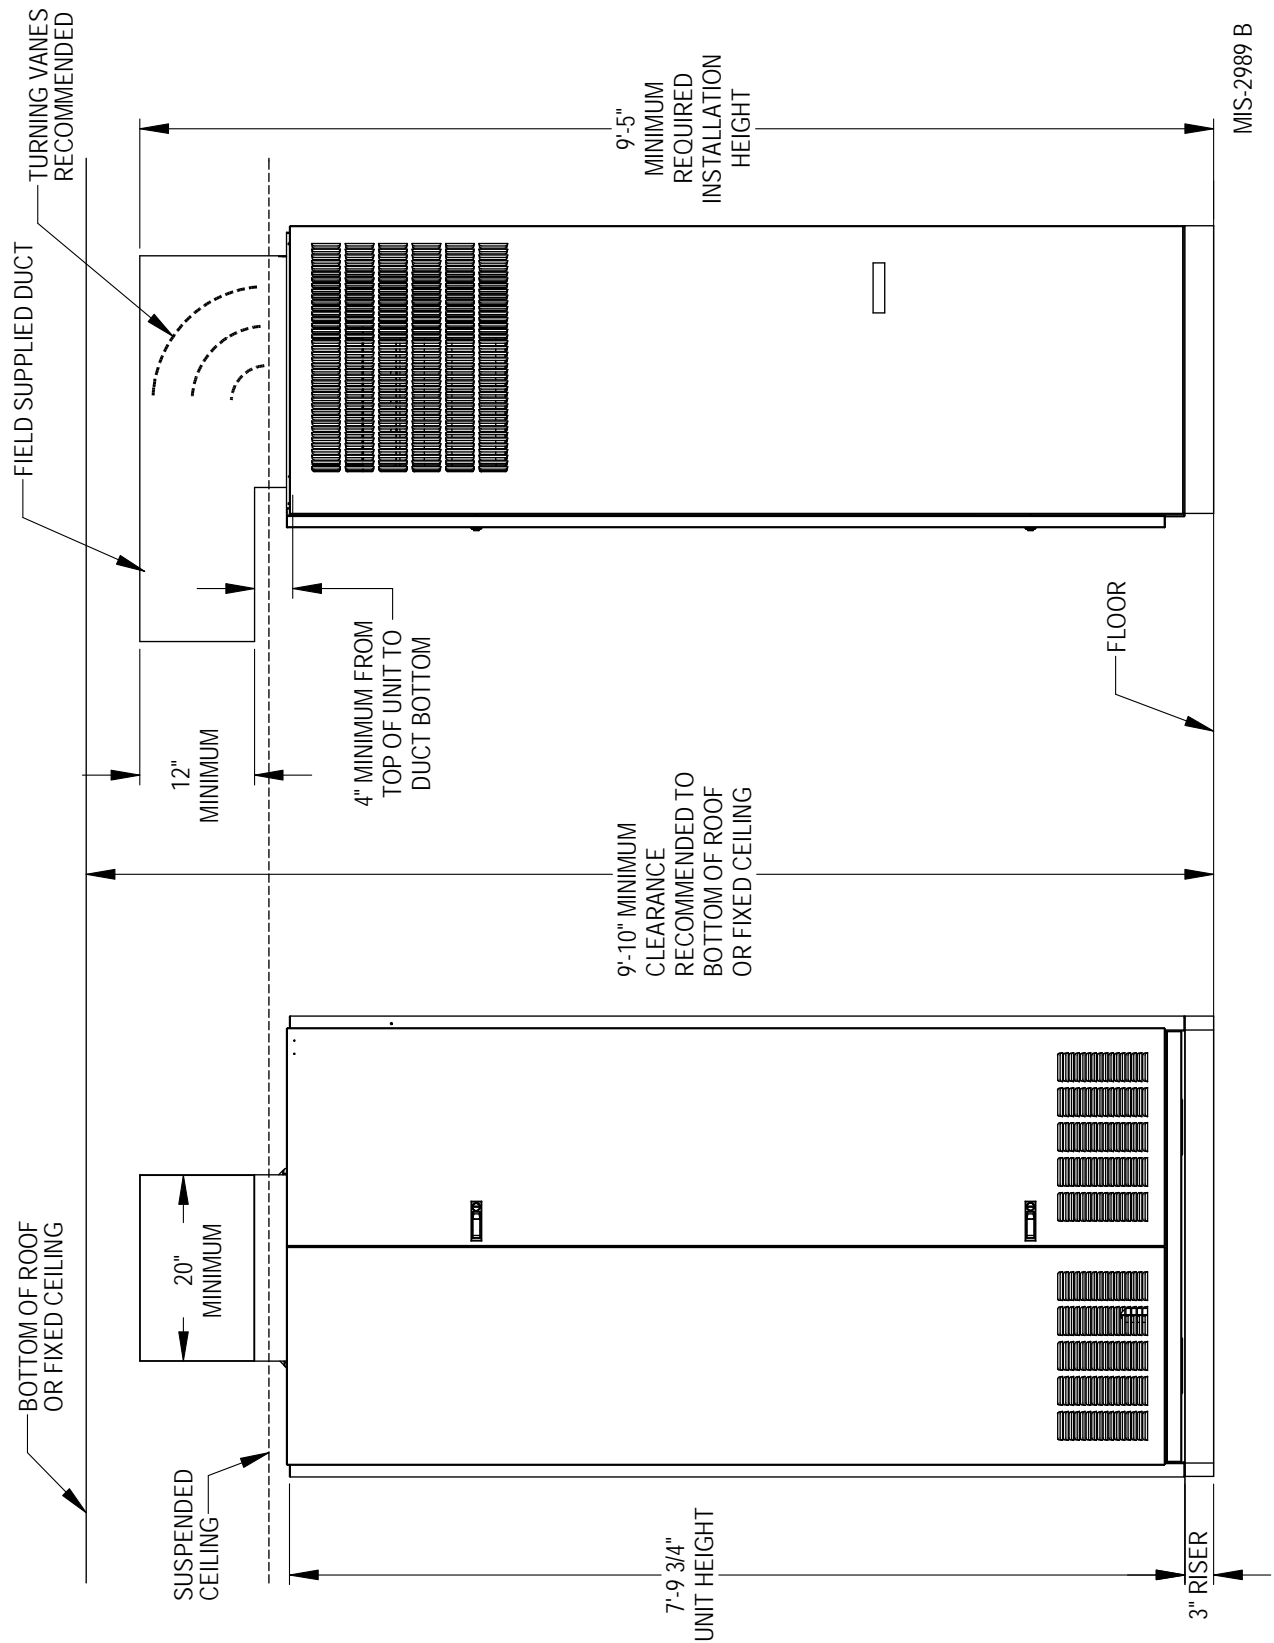 BOTTOM OF ROOF
OR FIXED CEILING
FIELD SUPPLIED DUCT
TURNING VANES
RECOMMENDED
SUSPENDED
CEILING
20"
MINIMUM
12"
MINIMUM
4" MINIMUM FROM
TOP OF UNIT TO
DUCT BOTTOM
9'-10" MINIMUM
CLEARANCE
RECOMMENDED TO
BOTTOM OF ROOF
OR FIXED CEILING
9'-5"
MINIMUM
REQUIRED
INSTALLATION
HEIGHT
7'-9 3/4"
UNIT HEIGHT
FLOOR
3" RISER
MIS-2989 B